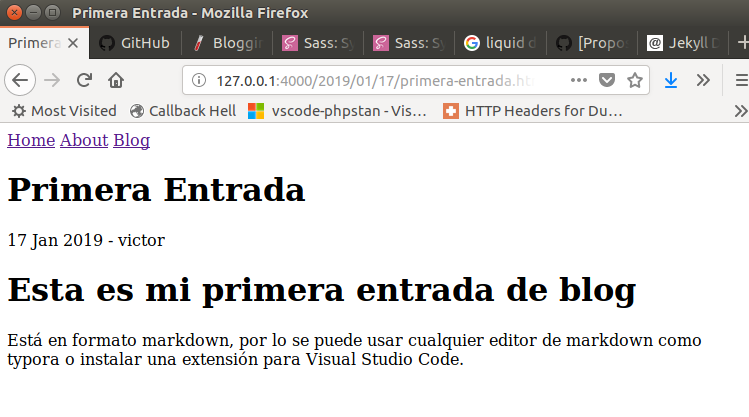 Primera Entrada - Mozilla Firefox
Primera GitHub Bloggin Sass: Sy Sass: Sy liquid d [Propos Jekyll D
127.0.0.1:4000/2019/01/17/primera-entrada.h
Most Visited Callback Hell vscode-phpstan - Vis… HTTP Headers for Du…
Home About Blog
Primera Entrada
17 Jan 2019 - victor
Esta es mi primera entrada de blog
Está en formato markdown, por lo se puede usar cualquier editor de markdown como
typora o instalar una extensión para Visual Studio Code.